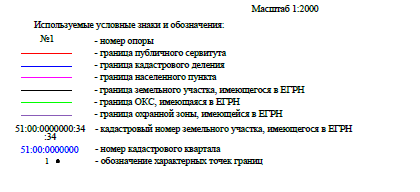 Масштаб 1:2000
Используемые условные знаки и обозначения:
№1 - номер опоры
- граница публичного сервитута
- граница кадастрового деления
- граница населенного пункта
- граница земельного участка, имеющегося в ЕГРН
- граница ОКС, имеющаяся в ЕГРН
- граница охранной зоны, имеющейся в ЕГРН
51:00:0000000:34 - кадастровый номер земельного участка, имегося в ЕГРН
:34
51:00:0000000 - номер кадастрового квартала
1 - обозначение характерных точек границ